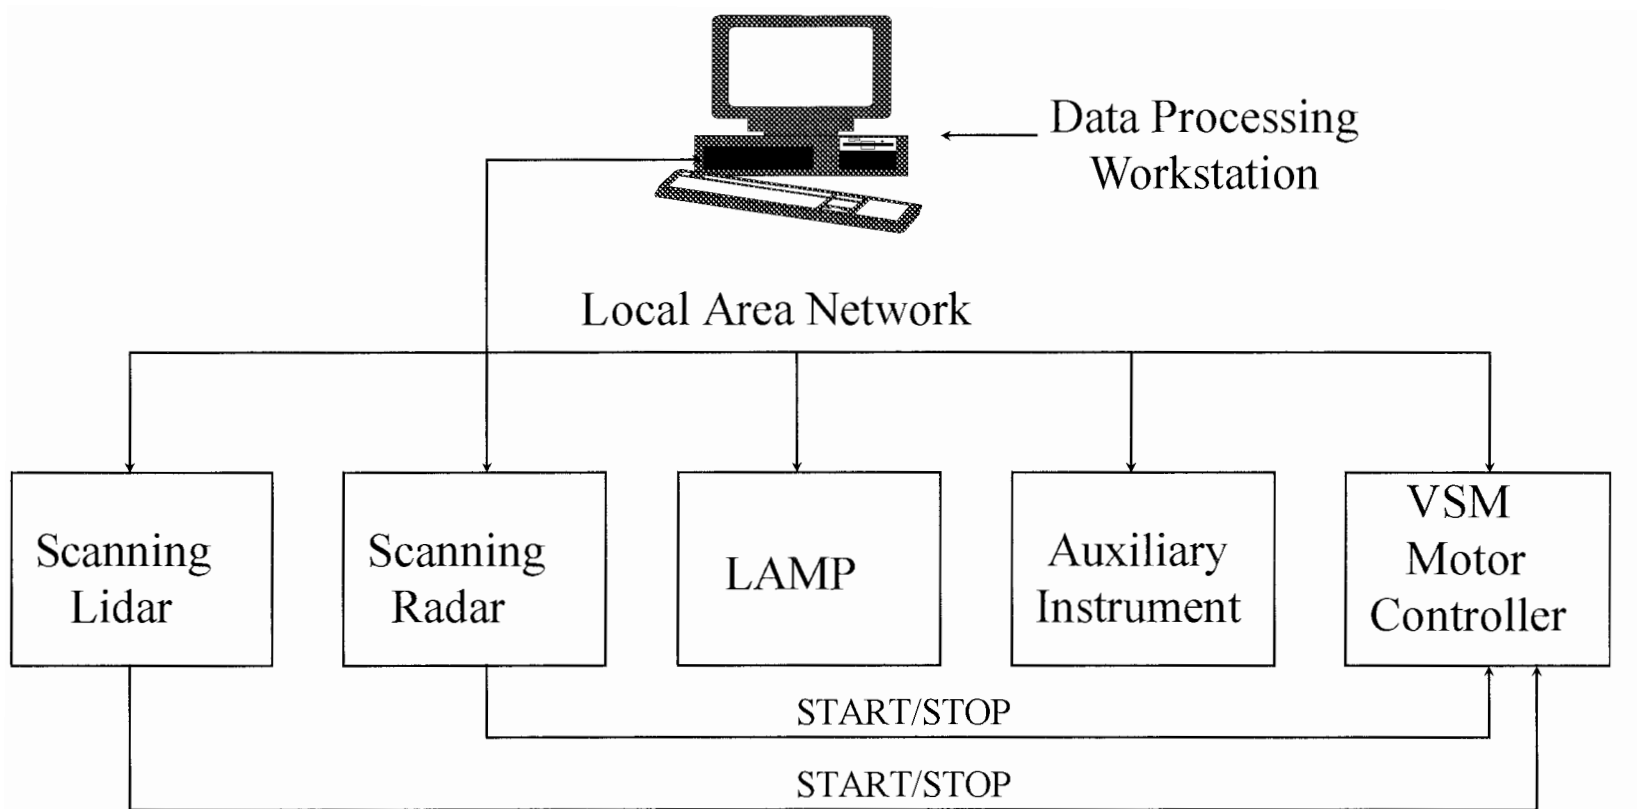 Data Processing
Workstation
Local Area Network
Scanning
Lidar
Scanning
Radar
LAMP
Auxiliary
Instrument
VSM
Motor
Controller
START/STOP
START/STOP